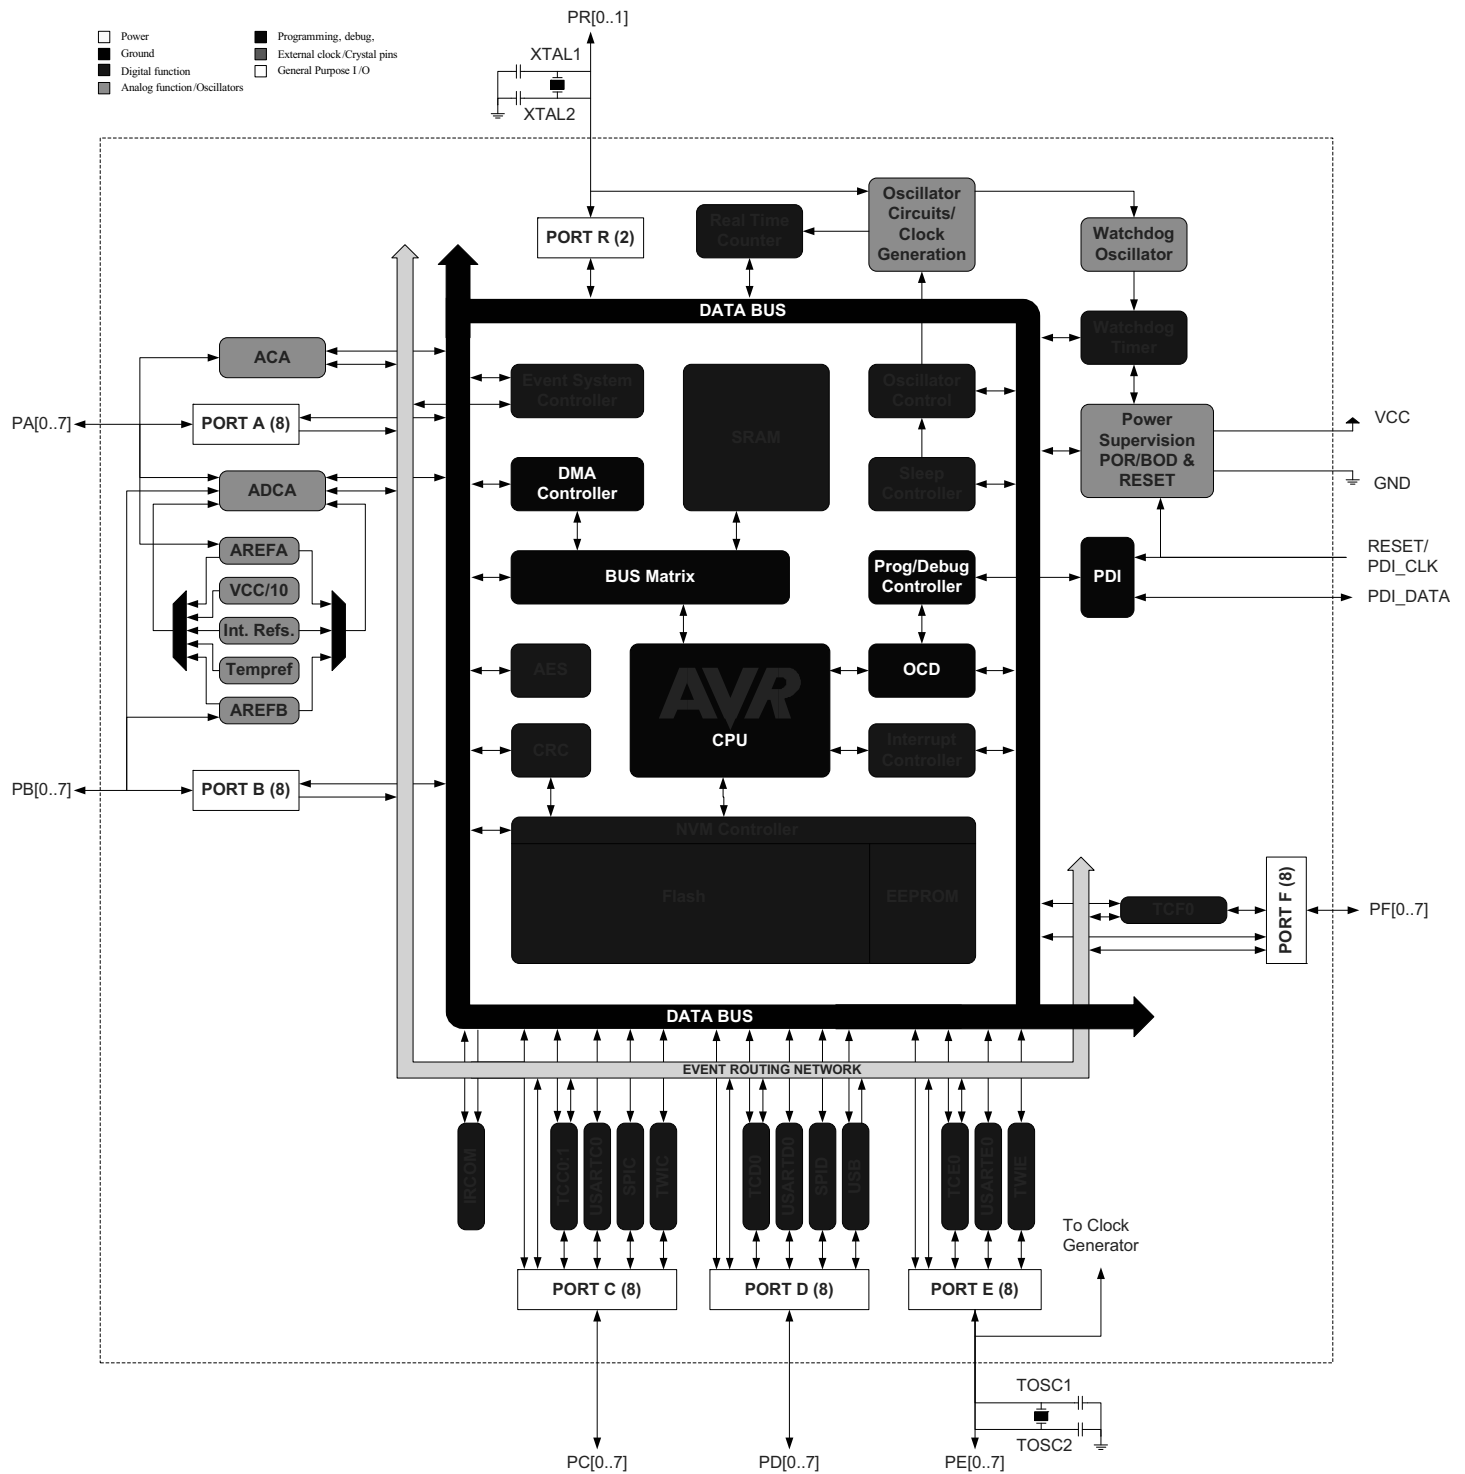 PR[0..1]
Power
Ground
Digital function
Analog function/Oscillators
Programming, debug,
External clock/Crystal pins
General Purpose I/O
XTAL1
XTAL2
PORT R (2)
Real Time
Counter
Oscillator
Circuits/
Clock
Generation
Watchdog
Oscillator
DATA BUS
Watchdog
Timer
ACA
Event System
Controller
SRAM
Oscillator
Control
Power
Supervision
POR/BOD &
RESET
VCC
GND
PA[0..7]
PORT A (8)
ADCA
DMA
Controller
Sleep
Controller
AREFA
VCC/10
Int. Refs.
Tempref
AREFB
BUS Matrix
Prog/Debug
Controller
PDI
RESET/
PDI_CLK
PDI_DATA
AES
AVR
CPU
OCD
CRC
Interrupt
Controller
PB[0..7]
PORT B (8)
NVM Controller
Flash
EEPROM
TCF0
PORT F (8)
PF[0..7]
DATA BUS
EVENT ROUTING NETWORK
IRCOM
TCC0:1
USARTC0
SPIC
TWIC
TCD0
USARTD0
SPID
USB
TCE0
USARTE0
TWIE
To Clock
Generator
PORT C (8)
PORT D (8)
PORT E (8)
TOSC1
TOSC2
PC[0..7]
PD[0..7]
PE[0..7]